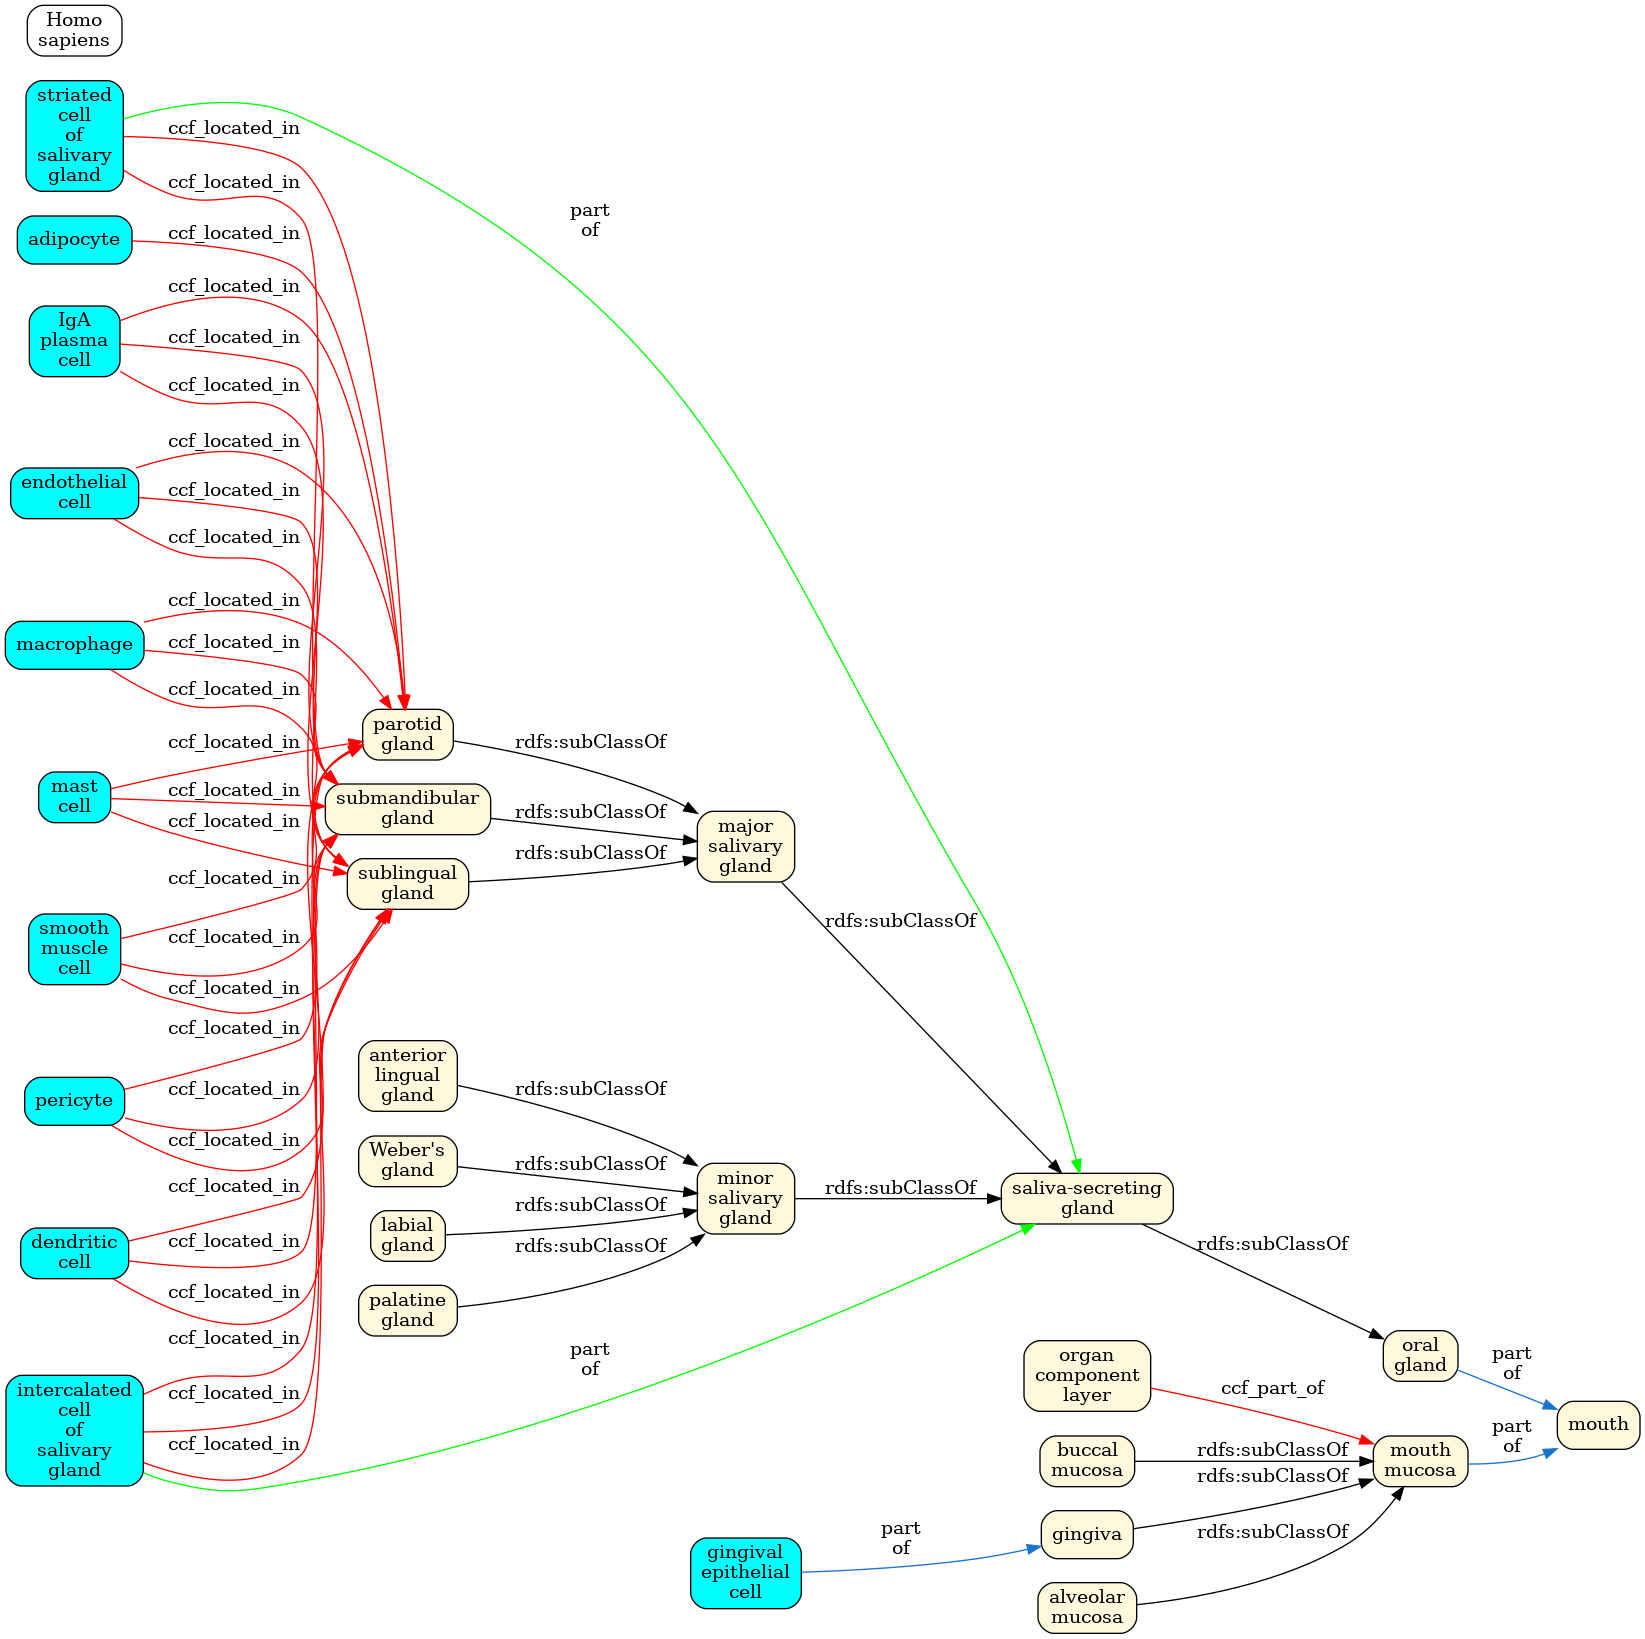 Homo
sapiens
striated
cell
of
salivary
gland
ccf_located_in
ccf_located_in
part
of
adipocyte
ccf_located_in
IgA
plasma
cell
ccf_located_in
ccf_located_in
ccf_located_in
endothelial
cell
ccf_located_in
ccf_located_in
ccf_located_in
macrophage
ccf_located_in
ccf_located_in
ccf_located_in
mast
cell
ccf_located_in
ccf_located_in
ccf_located_in
smooth
muscle
cell
ccf_located_in
ccf_located_in
ccf_located_in
pericyte
ccf_located_in
ccf_located_in
ccf_located_in
dendritic
cell
ccf_located_in
ccf_located_in
ccf_located_in
intercalated
cell
of
salivary
gland
ccf_located_in
ccf_located_in
ccf_located_in
part
of
parotid
gland
rdfs:subClassOf
submandibular
gland
rdfs:subClassOf
sublingual
gland
rdfs:subClassOf
major
salivary
gland
rdfs:subClassOf
anterior
lingual
gland
rdfs:subClassOf
Weber's
gland
rdfs:subClassOf
labial
gland
rdfs:subClassOf
palatine
gland
rdfs:subClassOf
minor
salivary
gland
rdfs:subClassOf
saliva-secreting
gland
rdfs:subClassOf
oral
gland
part
of
mouth
organ
component
layer
ccf_part_of
buccal
mucosa
rdfs:subClassOf
mouth
mucosa
part
of
gingival
epithelial
cell
part
of
gingiva
rdfs:subClassOf
alveolar
mucosa
rdfs:subClassOf